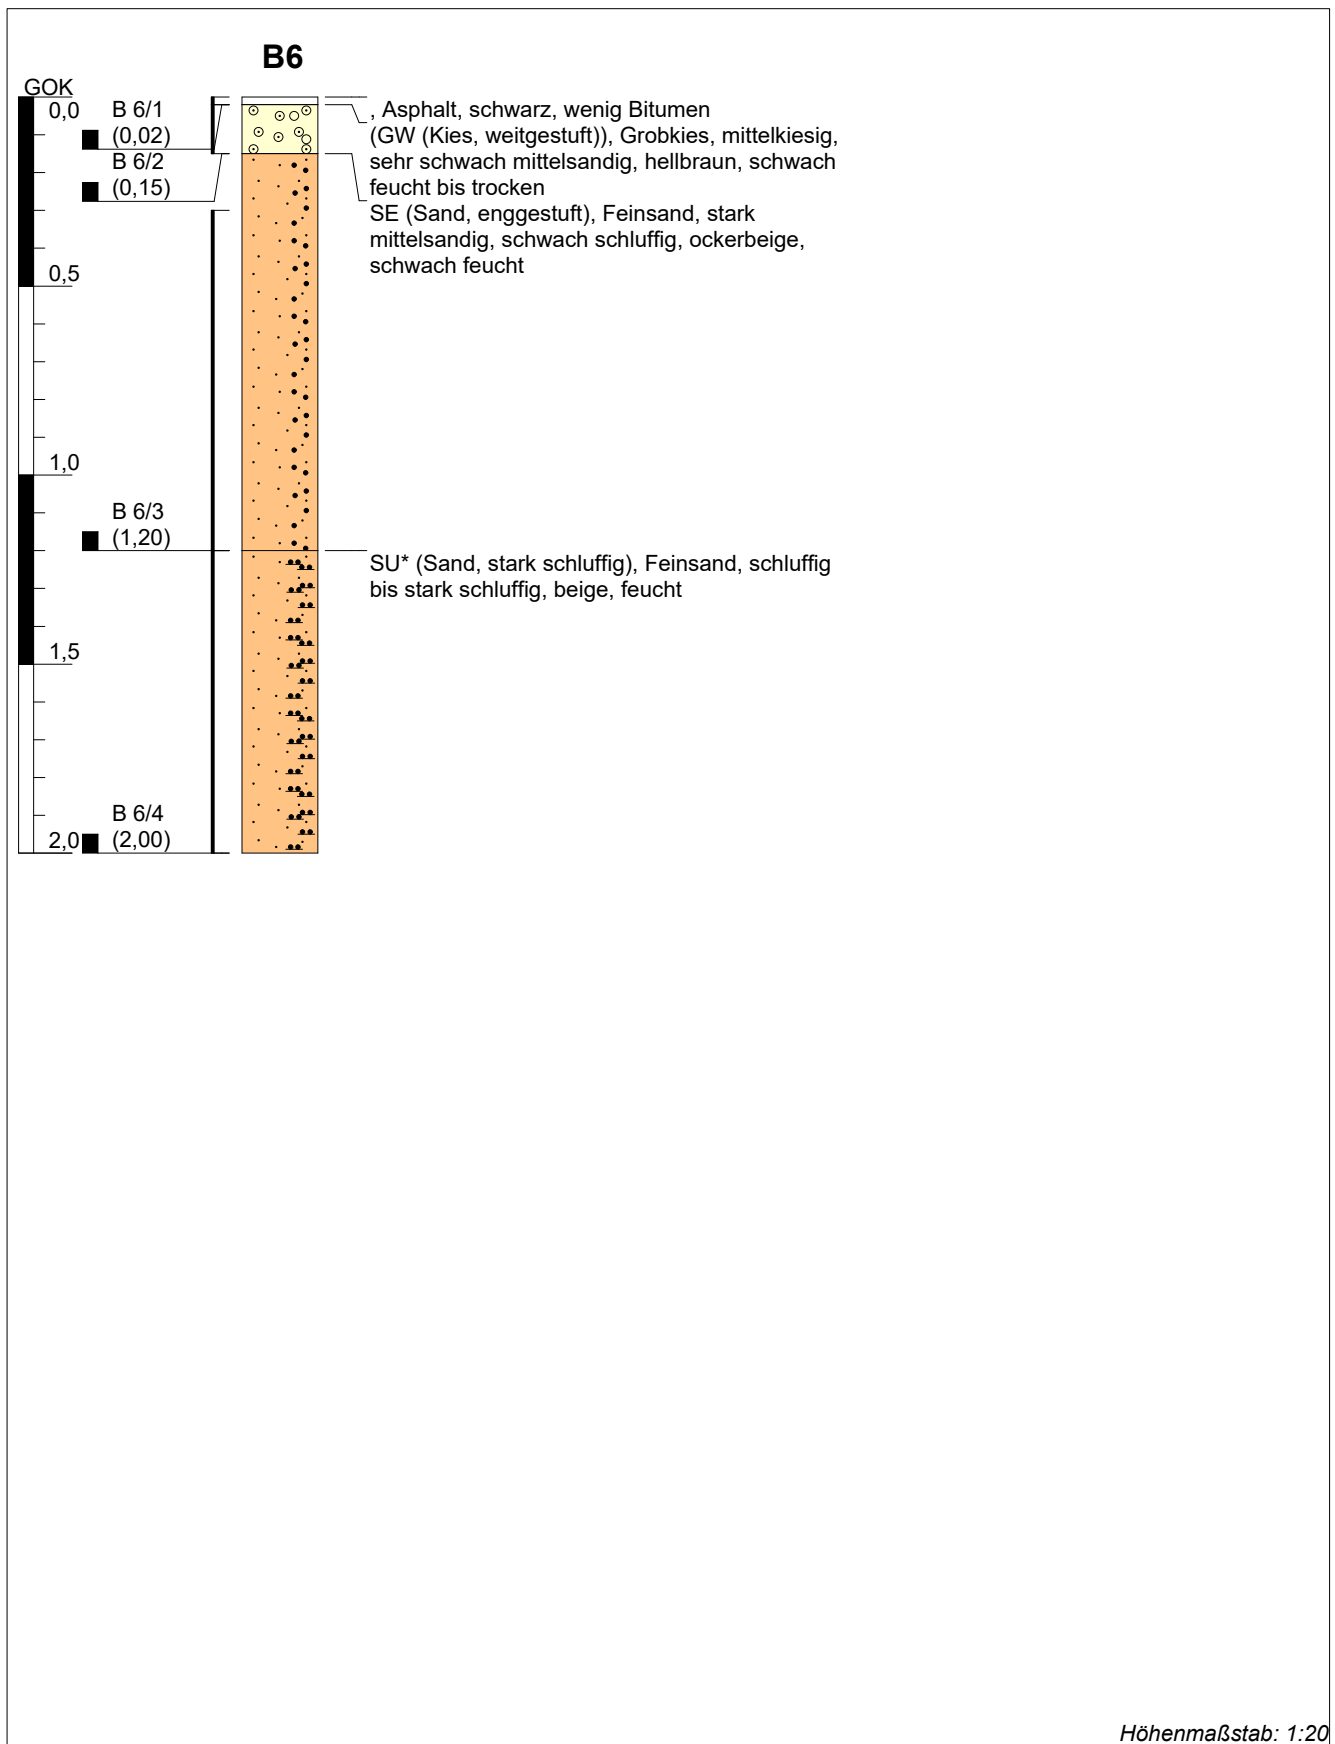 B6
GOK
0,0
B 6/1
(0,02)
B 6/2
(0,15)
, Asphalt, schwarz, wenig Bitumen
(GW (Kies, weitgestuft)), Grobkies, mittelkiesig,
sehr schwach mittelsandig, hellbraun, schwach
feucht bis trocken
SE (Sand, enggestuft), Feinsand, stark
mittelsandig, schwach schluffig, ockerbeige,
schwach feucht
0,5
1,0
B 6/3
(1,20)
SU* (Sand, stark schluffig), Feinsand, schluffig
bis stark schluffig, beige, feucht
1,5
B 6/4
2,0 (2,00)
Höhenmaßstab: 1:20